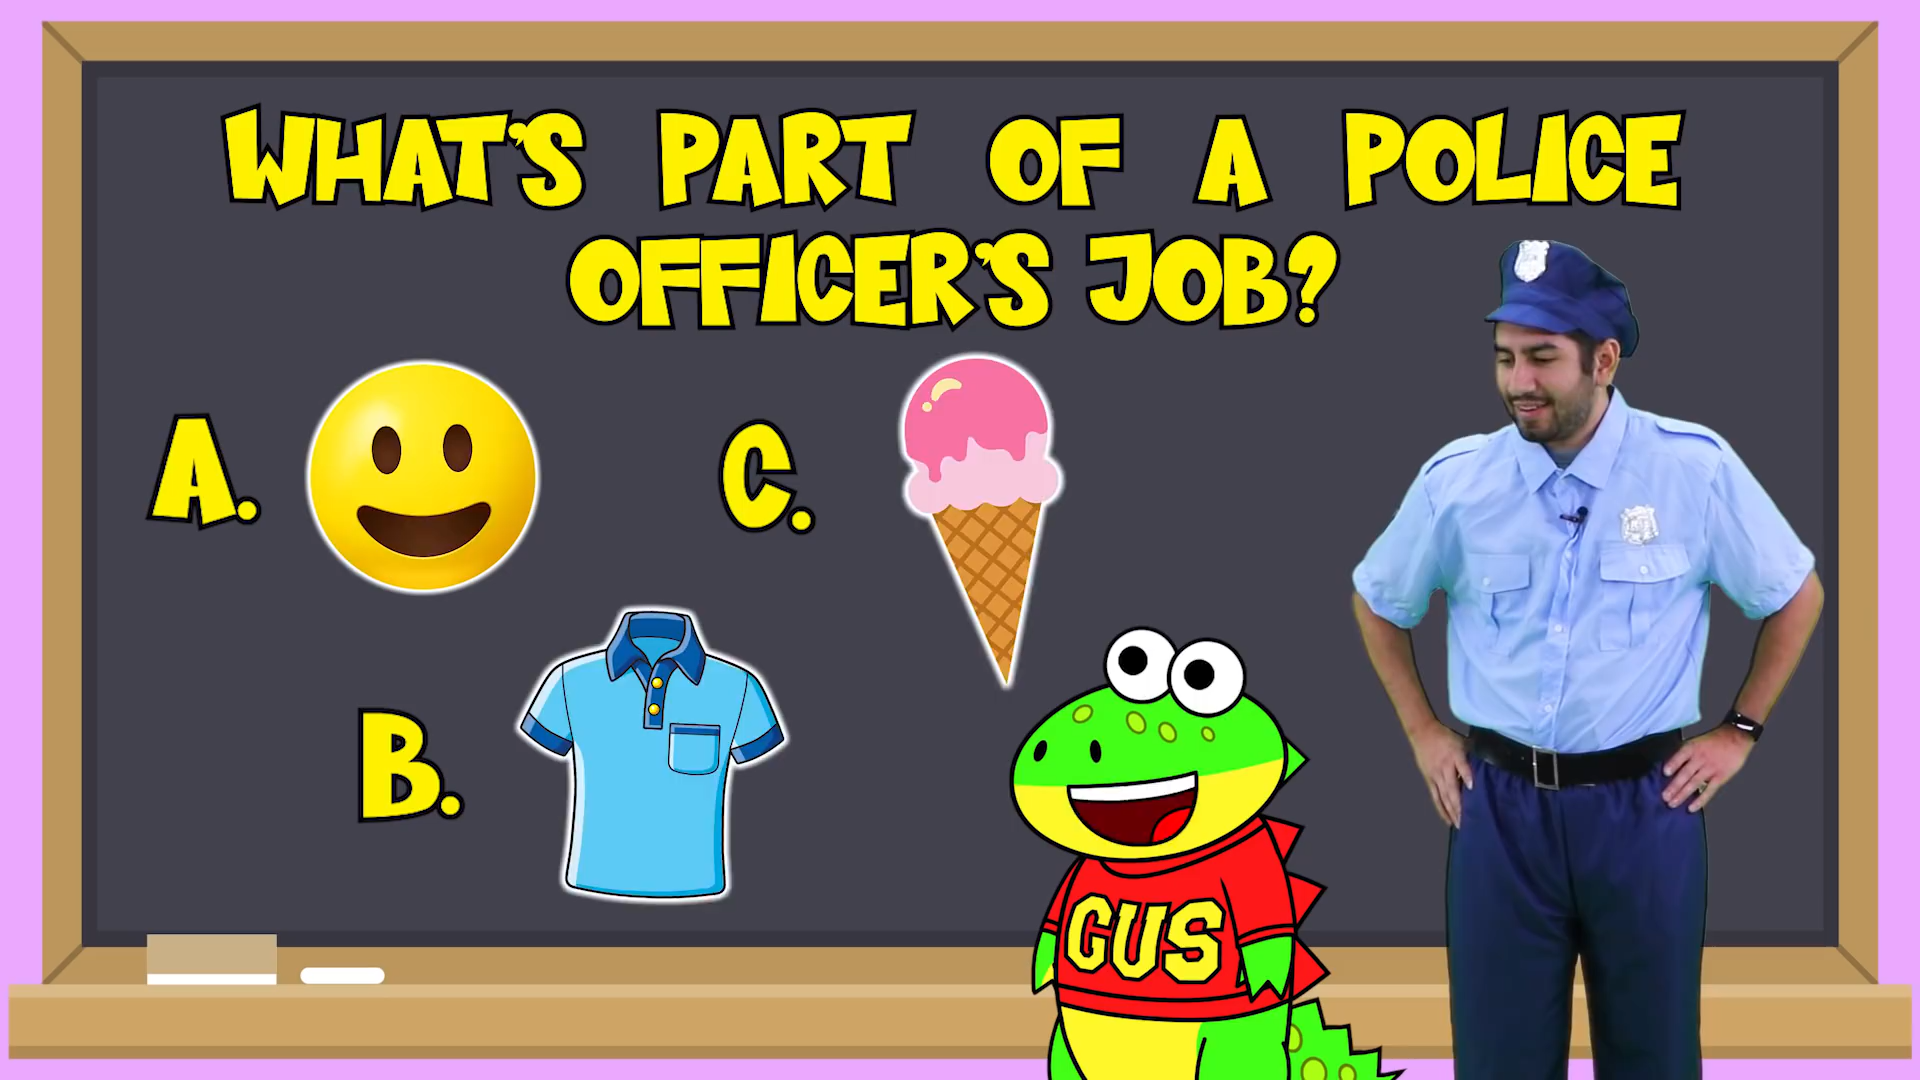 WHAT'S PART OF A POLICE
OFFICER'S JOB?
A.
C.
B.
GUS